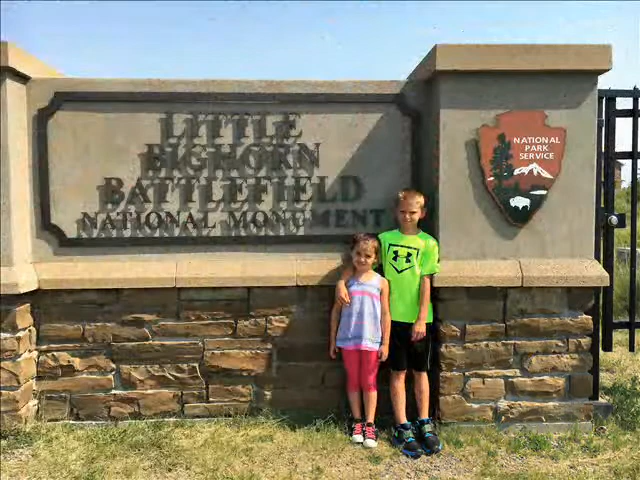 LITTLE
BIGHORN
BATTLEFIELD
NATIONAL MONUMENT
NATIONAL
PARK
SERVICE